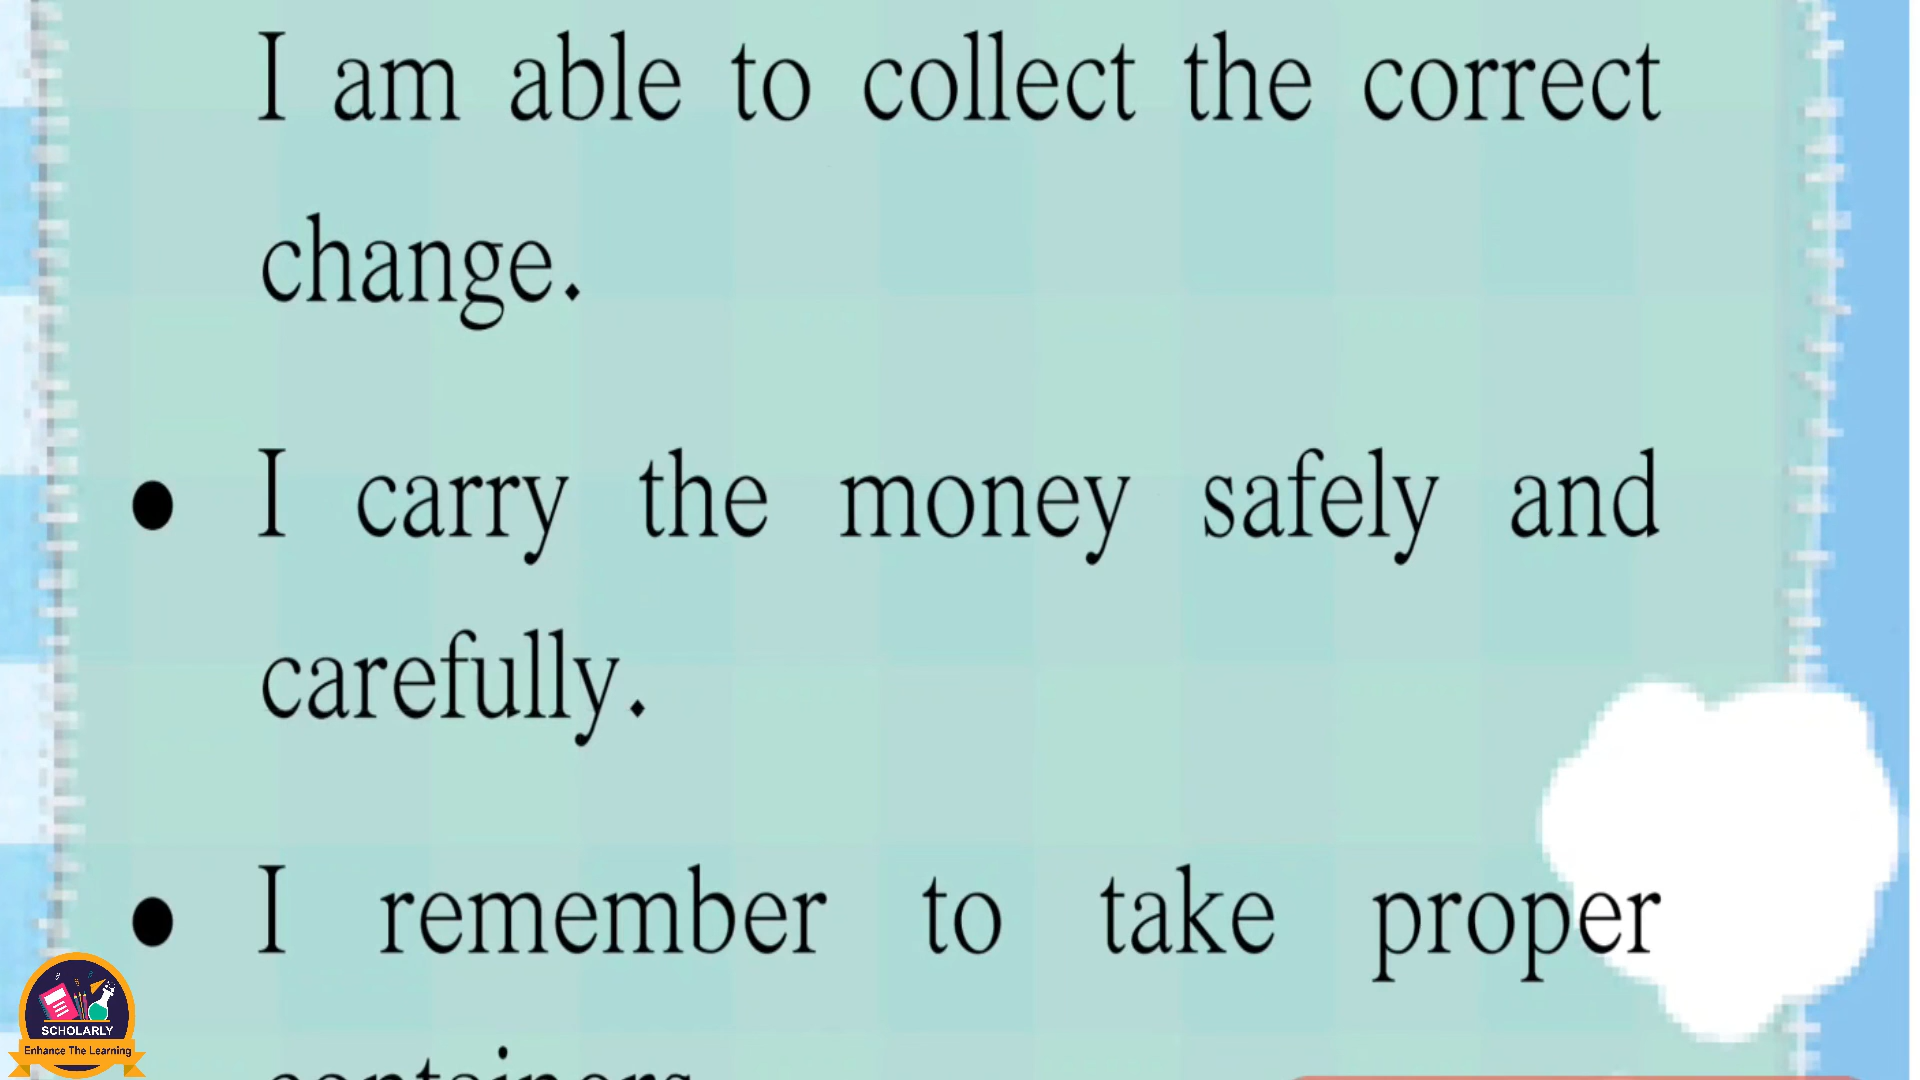 I am able to collect the correct
change.
● I carry the money safely and
carefully.
● I remember to take proper
SCHOLARLY
Enhance The Learning